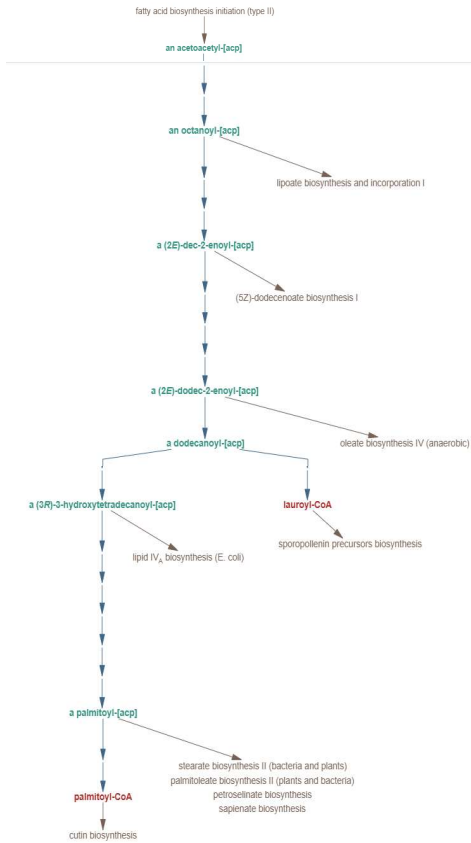 fatty acid biosynthesis initiation (type II)
an acetoacetyl-[acp]
an octanoyl-[acp]
lipoate biosynthesis and incorporation I
a (2E)-dec-2-enoyl-[acp]
(5Z)-dodecenoate biosynthesis I
a (2E)-dodec-2-enoyl-[acp]
oleate biosynthesis IV (anaerobic)
a dodecanoyl-[acp]
a (3R)-3-hydroxytetradecanoyl-[acp]
lauroyl-CoA
sporopollenin precursors biosynthesis
lipid IVA biosynthesis (E. coli)
a palmitoyl-[acp]
stearate biosynthesis II (bacteria and plants)
palmitoleate biosynthesis II (plants and bacteria)
petroselinate biosynthesis
sapienate biosynthesis
palmitoyl-CoA
cutin biosynthesis